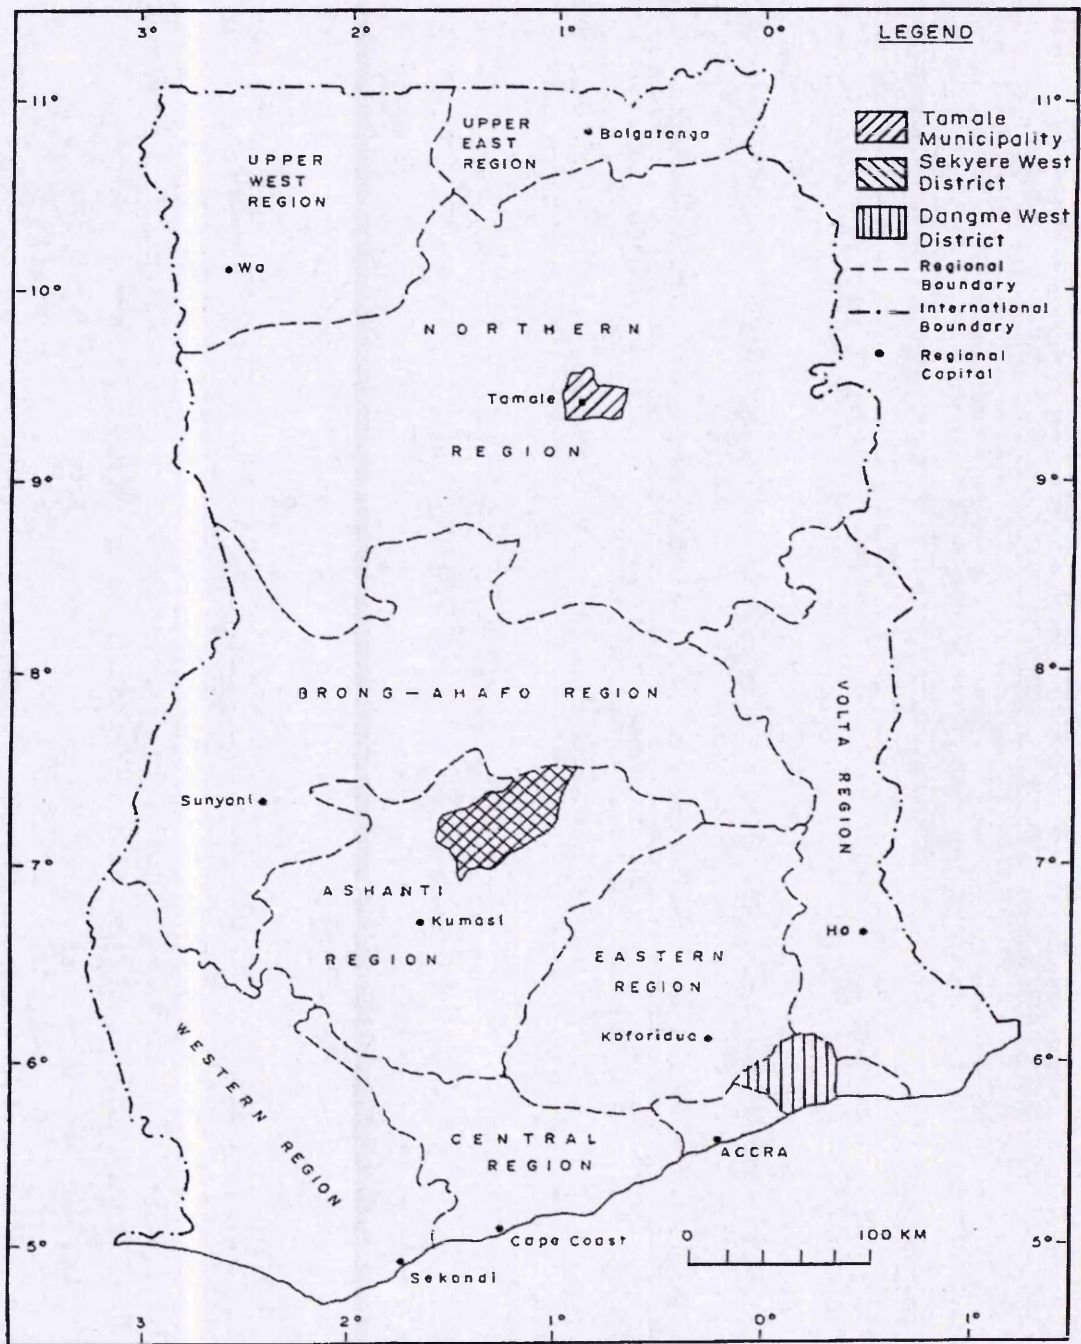 3°
2°
1°
0°
LEGEND
11°
11°
Tamale
Municipality
Sekyere West
District
Dangme West
District
Regional
Boundary
International
Boundary
Regional
Capital
UPPER
WEST
REGION
UPPER
EAST
REGION
Bolgatanga
Wa
10°
NORTHERN
REGION
Tamale
9°
9°
8°
8°
BRONG-AHAFO REGION
VOLTA REGION
Sunyani
7°
7°
ASHANTI
REGION
Kumasi
Ho
EASTERN
REGION
Koforidua
6°
6°
WESTERN REGION
CENTRAL
REGION
ACCRA
5°
5°
Cape Coast
Sekondi
0
100 KM
3
2°
1°
0°
1°